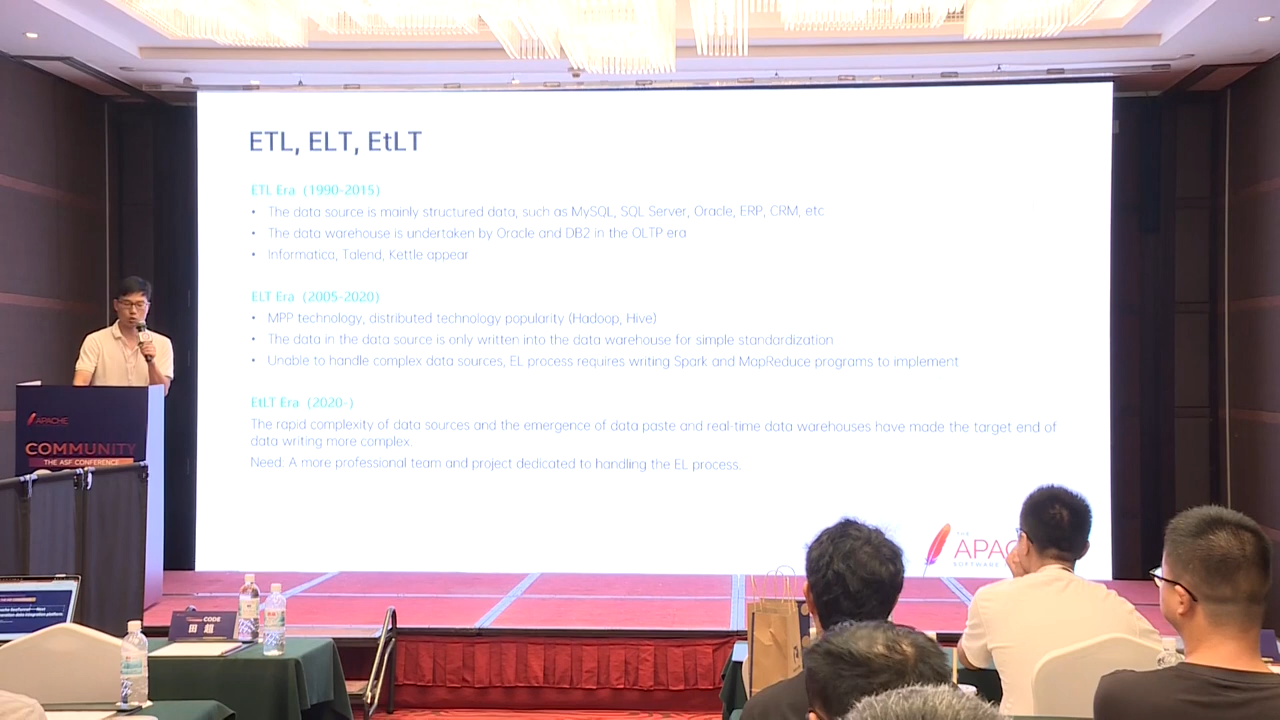 ETL, ELT, EtLT
ETL Era (1990-2015)
• The data source is mainly structured data, such as MySQL, SQL Server, Oracle, ERP, CRM, etc
• The data warehouse is undertaken by Oracle and DB2 in the OLTP era
• Informatica, Talend, Kettle appear
ELT Era (2005-2020)
• MPP technology, distributed technology popularity (Hadoop, Hive)
• The data in the data source is only written into the data warehouse for simple standardization
• Unable to handle complex data sources, EL process requires writing Spark and MapReduce programs to implement
EtLT Era (2020-)
The rapid complexity of data sources and the emergence of data paste and real-time data warehouses have made the target end of
data writing more complex.
Need: A more professional team and project dedicated to handling the EL process.
THE
APAC
SOFTWARE
APACHE
COMMUNITY
THE ASF CONFERENCE
CODE
田 超